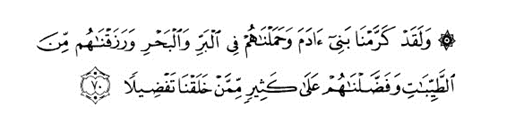 ۞ وَلَقَدۡ كَرَّمۡنَا بَنِيٓ ءَادَمَ وَحَمَلۡنَٰهُمۡ فِي ٱلۡبَرِّ وَٱلۡبَحۡرِ وَرَزَقۡنَٰهُم مِّنَ
ٱلطَّيِّبَٰتِ وَفَضَّلۡنَٰهُمۡ عَلَىٰ كَثِيرٖ مِّمَّنۡ خَلَقۡنَا تَفۡضِيلٗا ٧٠